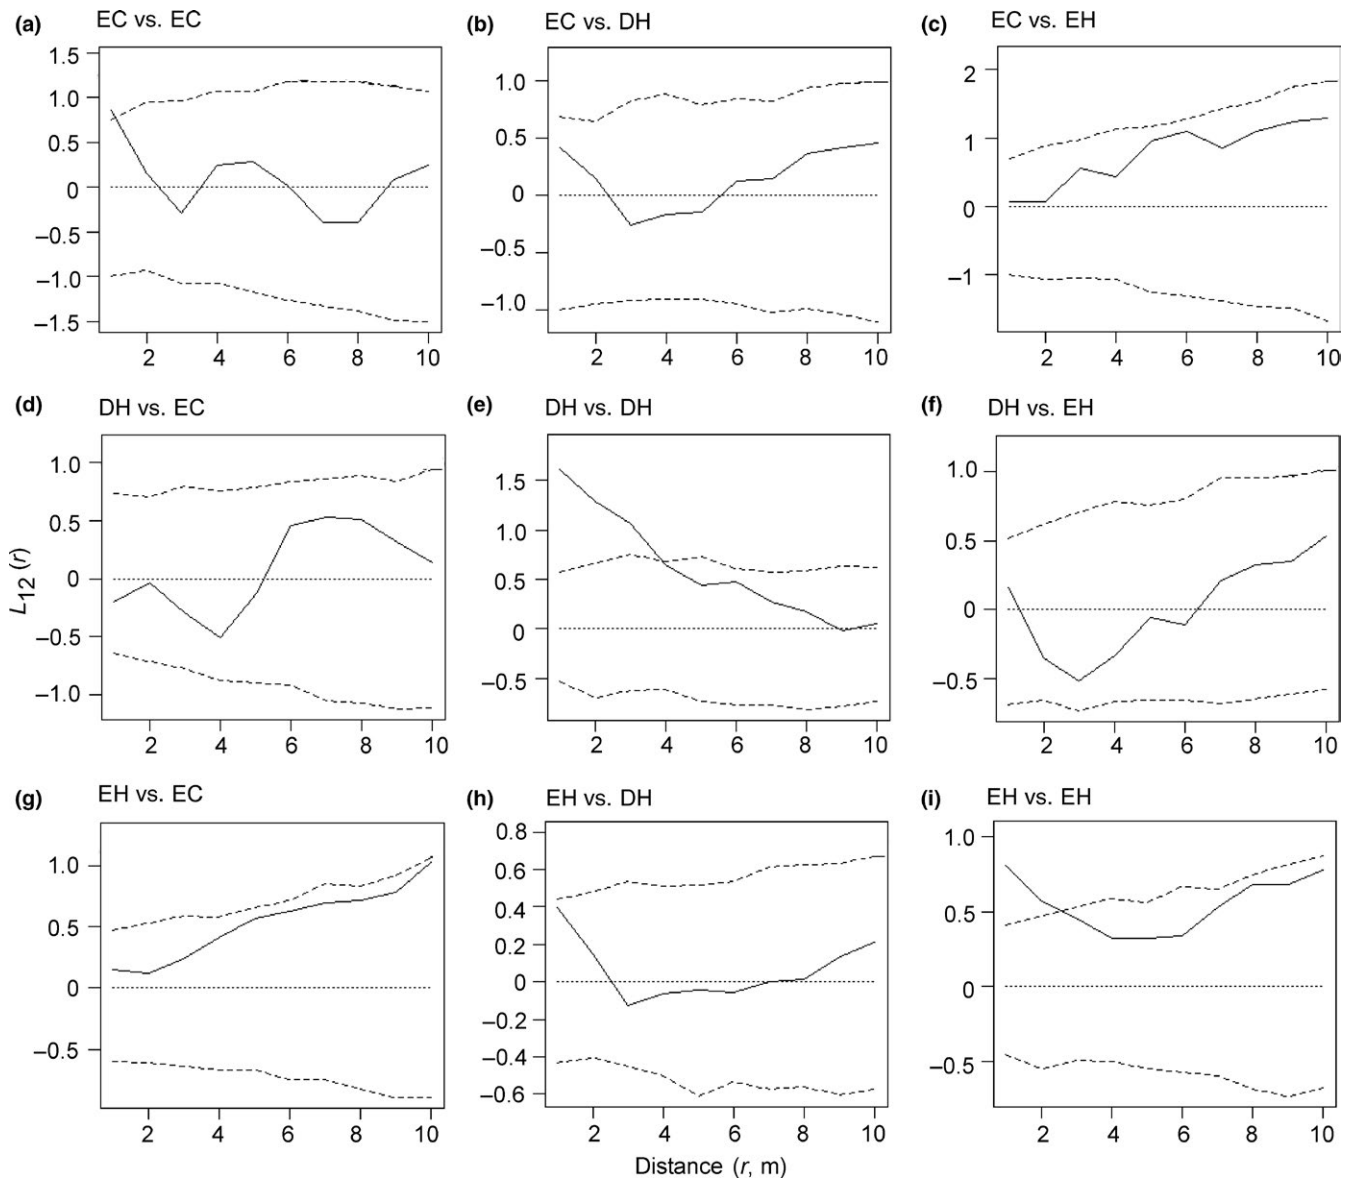 (a) EC vs. EC
1.5
1.0
0.5
0
–0.5
–1.0
–1.5
2 4 6 8 10
(b) EC vs. DH
1.0
0.5
0
–0.5
–1.0
2 4 6 8 10
(c) EC vs. EH
2
1
0
–1
2 4 6 8 10
(d) DH vs. EC
1.0
0.5
0
–0.5
–1.0
2 4 6 8 10
(e) DH vs. DH
1.5
1.0
0.5
0
–0.5
2 4 6 8 10
(f) DH vs. EH
1.0
0.5
0
–0.5
2 4 6 8 10
L12 (r)
(g) EH vs. EC
1.0
0.5
0
–0.5
2 4 6 8 10
(h) EH vs. DH
0.8
0.6
0.4
0.2
0
–0.2
–0.4
–0.6
2 4 6 8 10
(i) EH vs. EH
1.0
0.5
0
–0.5
2 4 6 8 10
Distance (r, m)